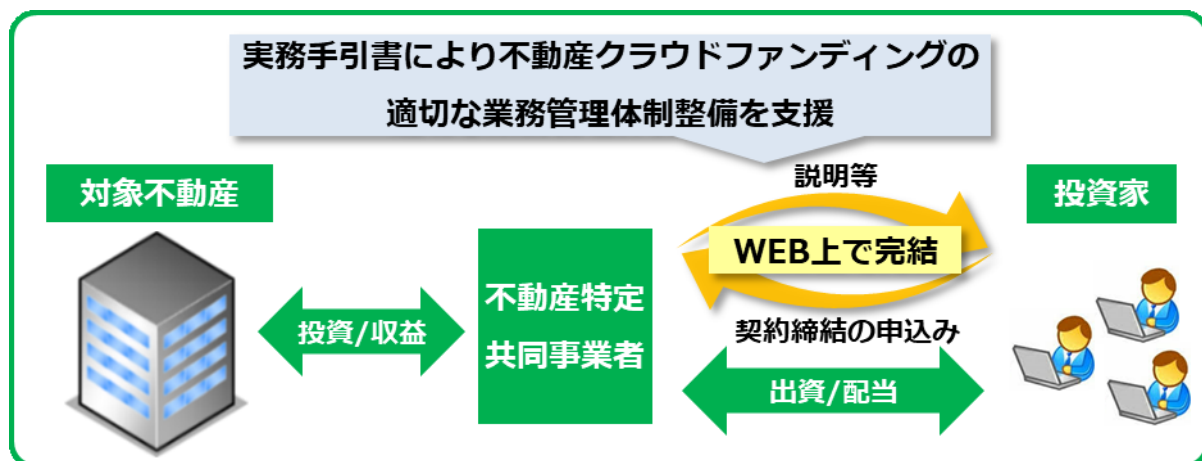 実務手引書により不動産クラウドファンディングの
適切な業務管理体制整備を支援
対象不動産
説明等
投資家
WEB上で完結
不動産特定
共同事業者
投資/収益
契約締結の申込み
出資/配当